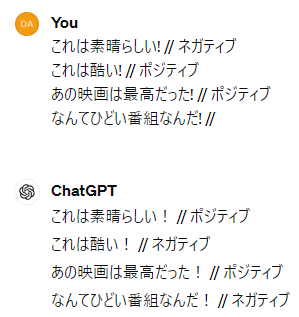 DA You
これは素晴らしい! // ネガティブ
これは酷い! // ポジティブ
あの映画は最高だった! // ポジティブ
なんてひどい番組なんだ! //
ChatGPT
これは素晴らしい！ // ポジティブ
これは酷い！ // ネガティブ
あの映画は最高だった！ // ポジティブ
なんてひどい番組なんだ！ // ネガティブ